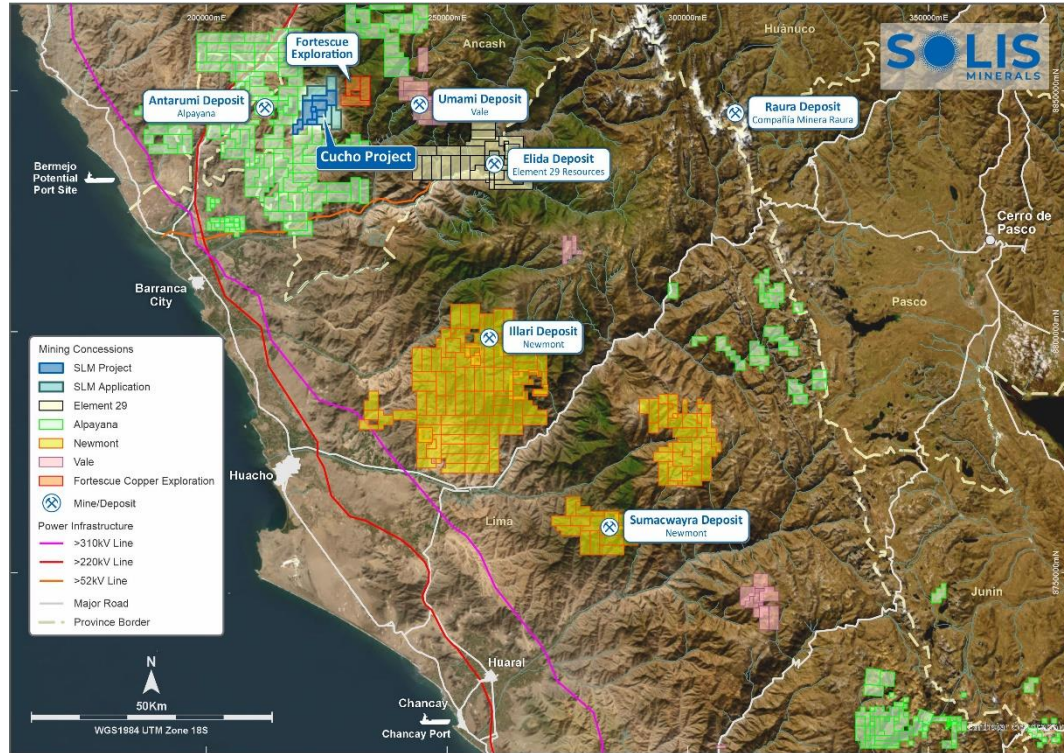 200000mE
250000mE
300000mE
350000mE
Huánuco
Ancash
SOLIS
MINERALS
Fortescue
Exploration
Antarumi Deposit
Alpayana
Umami Deposit
Vale
Raura Deposit
Compañía Minera Raura
8850000mN
Cucho Project
Elida Deposit
Element 29 Resources
Bermejo
Potential
Port Site
Cerro de
Pasco
Barranca
City
Pasco
Illari Deposit
Newmont
8800000mN
Mining Concessions
SLM Project
SLM Application
Element 29
Alpayana
Newmont
Vale
Fortescue Copper Exploration
Mine/Deposit
Power Infrastructure
>310kV Line
>220kV Line
>52kV Line
Major Road
Province Border
Huacho
Lima
Sumacwayra Deposit
Newmont
8750000mN
Junin
N
50Km
WGS1984 UTM Zone 18S
Huaral
Chancay
Chancay Port